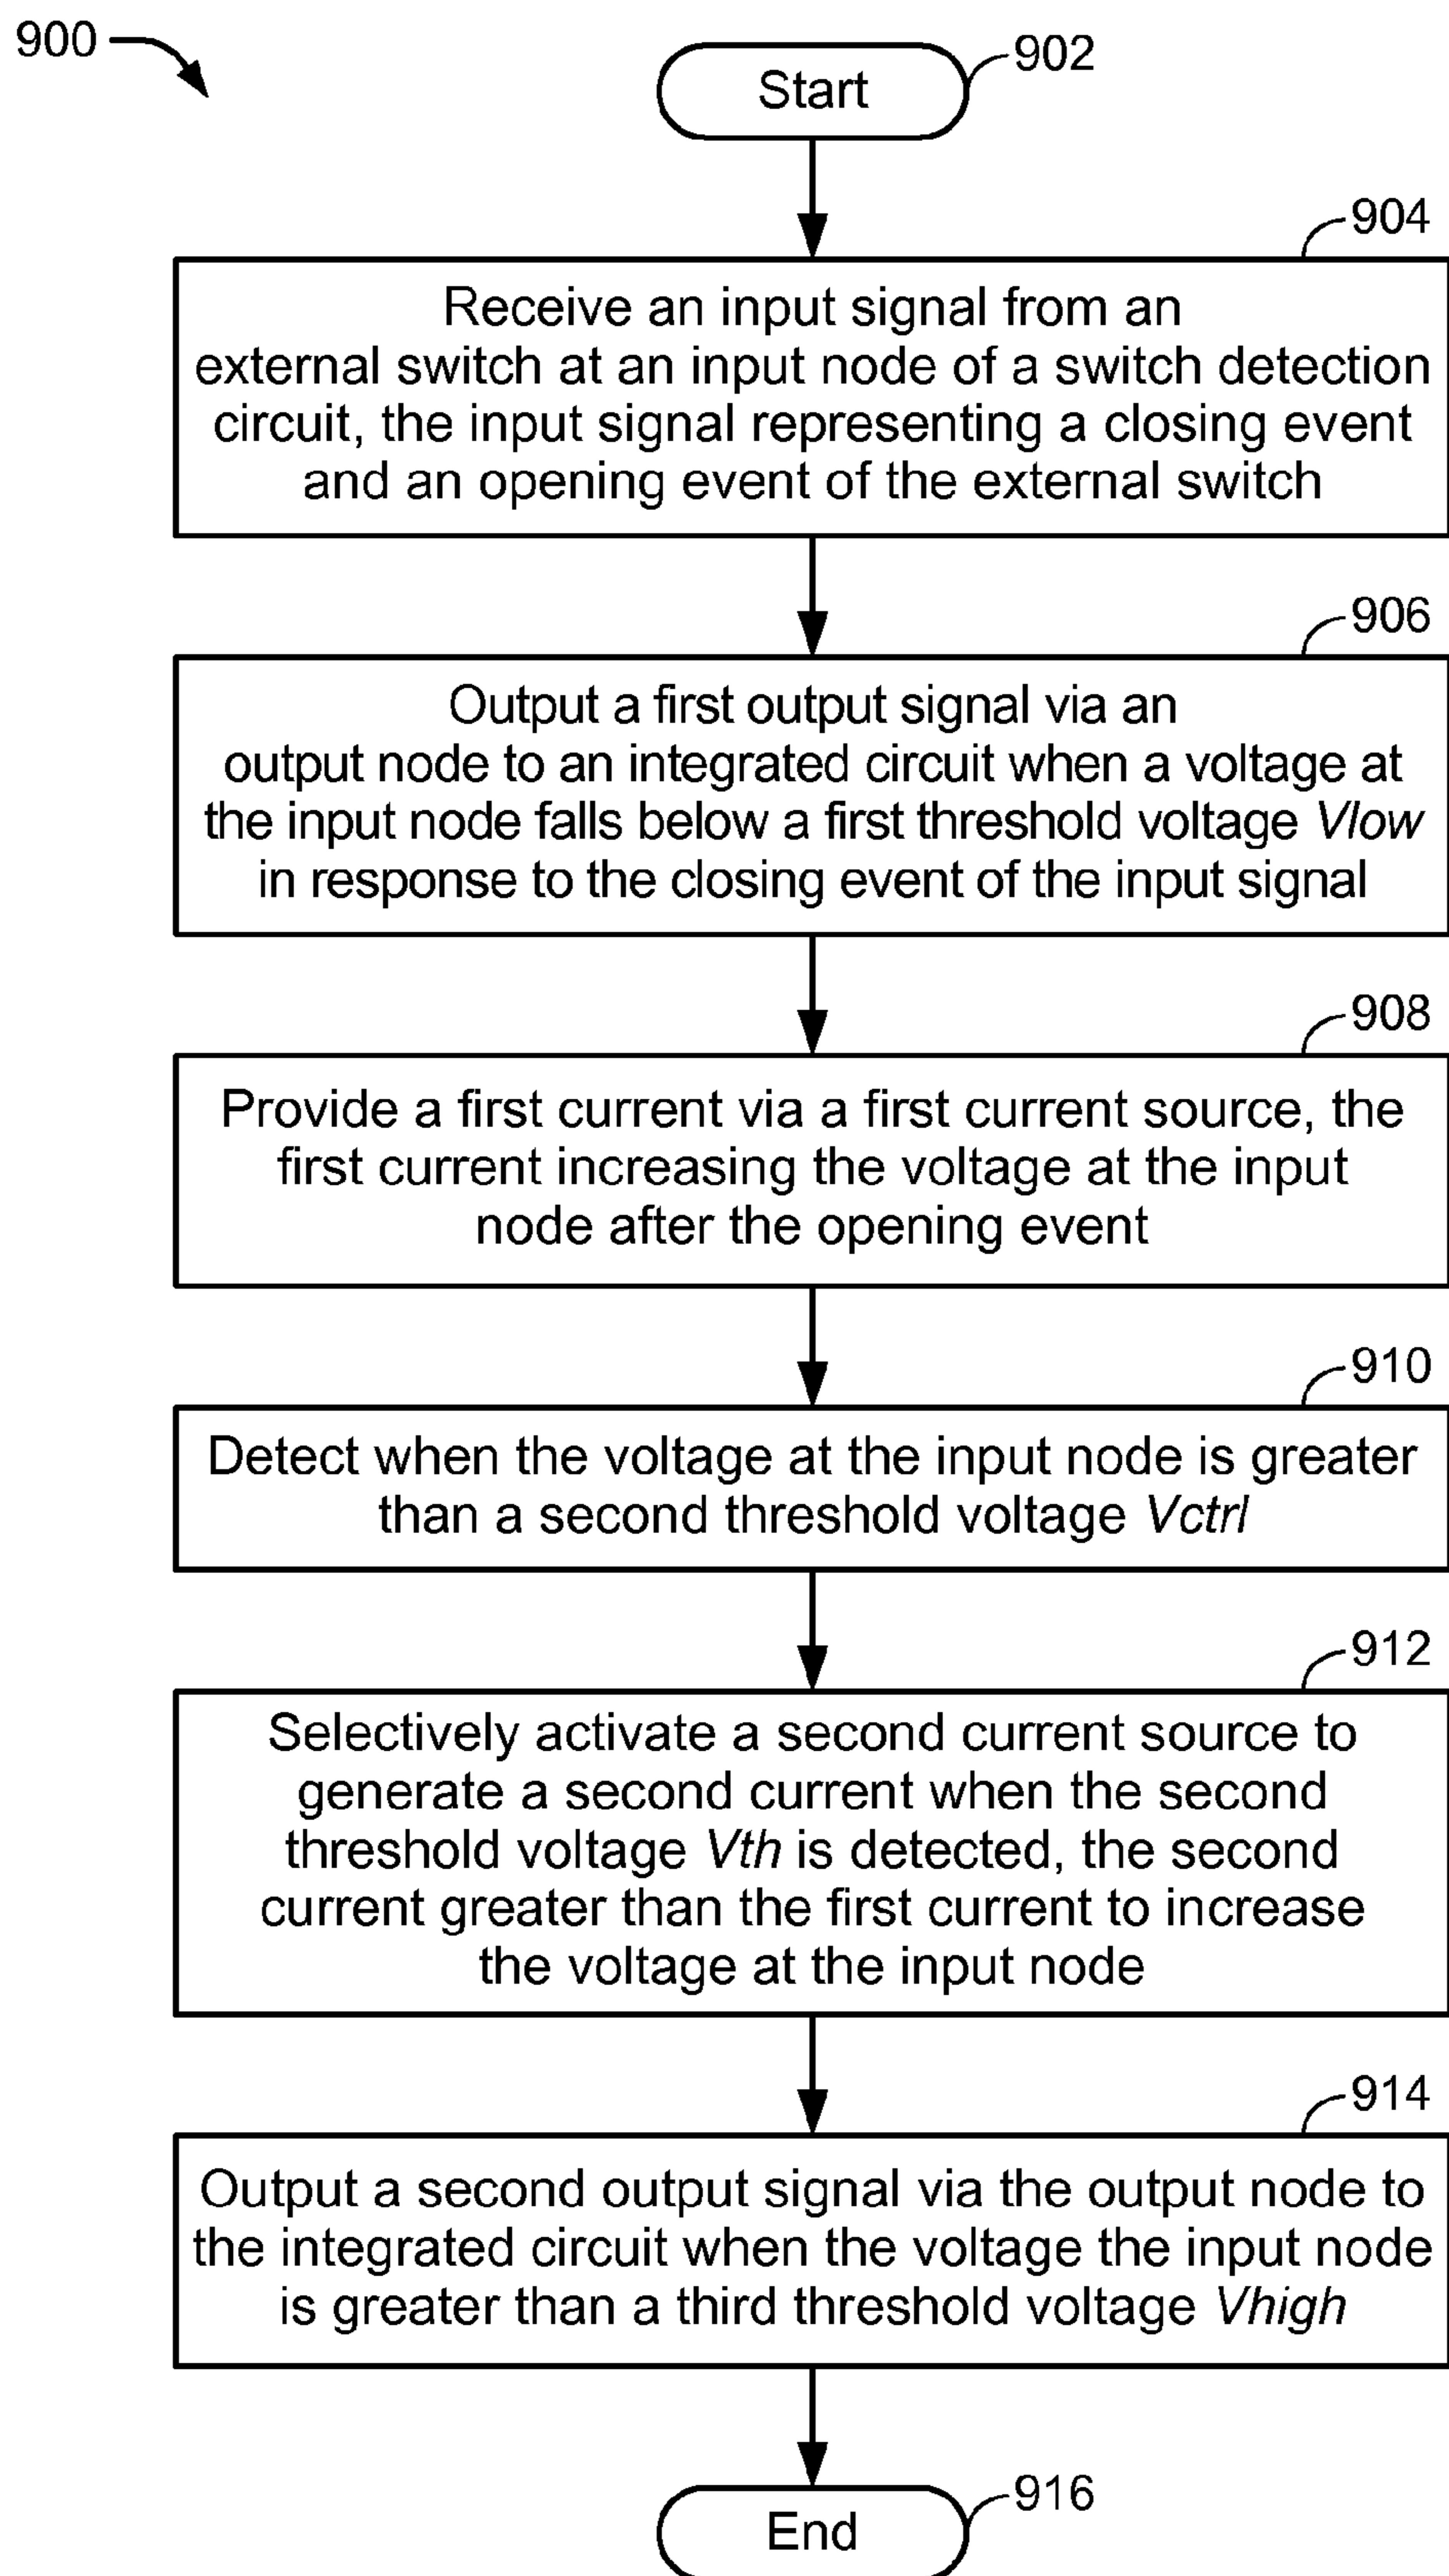 900
Start
902
904
Receive an input signal from an
external switch at an input node of a switch detection
circuit, the input signal representing a closing event
and an opening event of the external switch
906
Output a first output signal via an
output node to an integrated circuit when a voltage at
the input node falls below a first threshold voltage Vlow
in response to the closing event of the input signal
908
Provide a first current via a first current source, the
first current increasing the voltage at the input
node after the opening event
910
Detect when the voltage at the input node is greater
than a second threshold voltage Vctrl
912
Selectively activate a second current source to
generate a second current when the second
threshold voltage Vth is detected, the second
current greater than the first current to increase
the voltage at the input node
914
Output a second output signal via the output node to
the integrated circuit when the voltage the input node
is greater than a third threshold voltage Vhigh
End
916